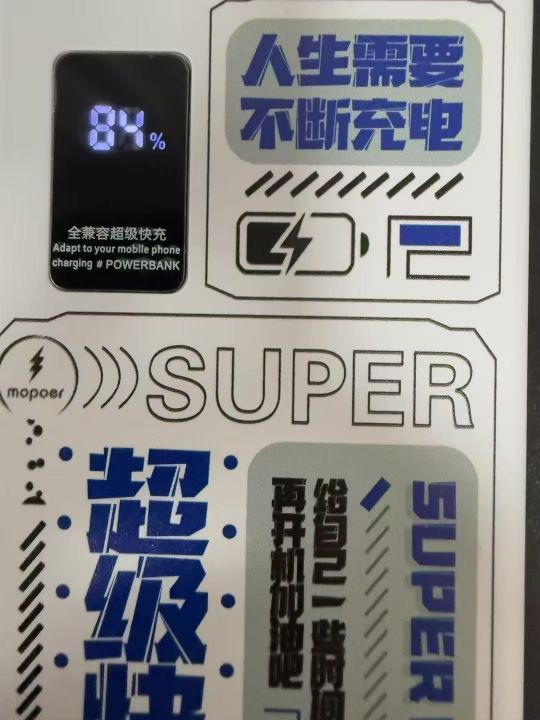 84%
全兼容超级快充
Adapt to your mobile phone
charging # POWERBANK
人生需要
不断充电
mopoer
SUPER
超级快
给自己一些时间
再开机加油吧
SUPER